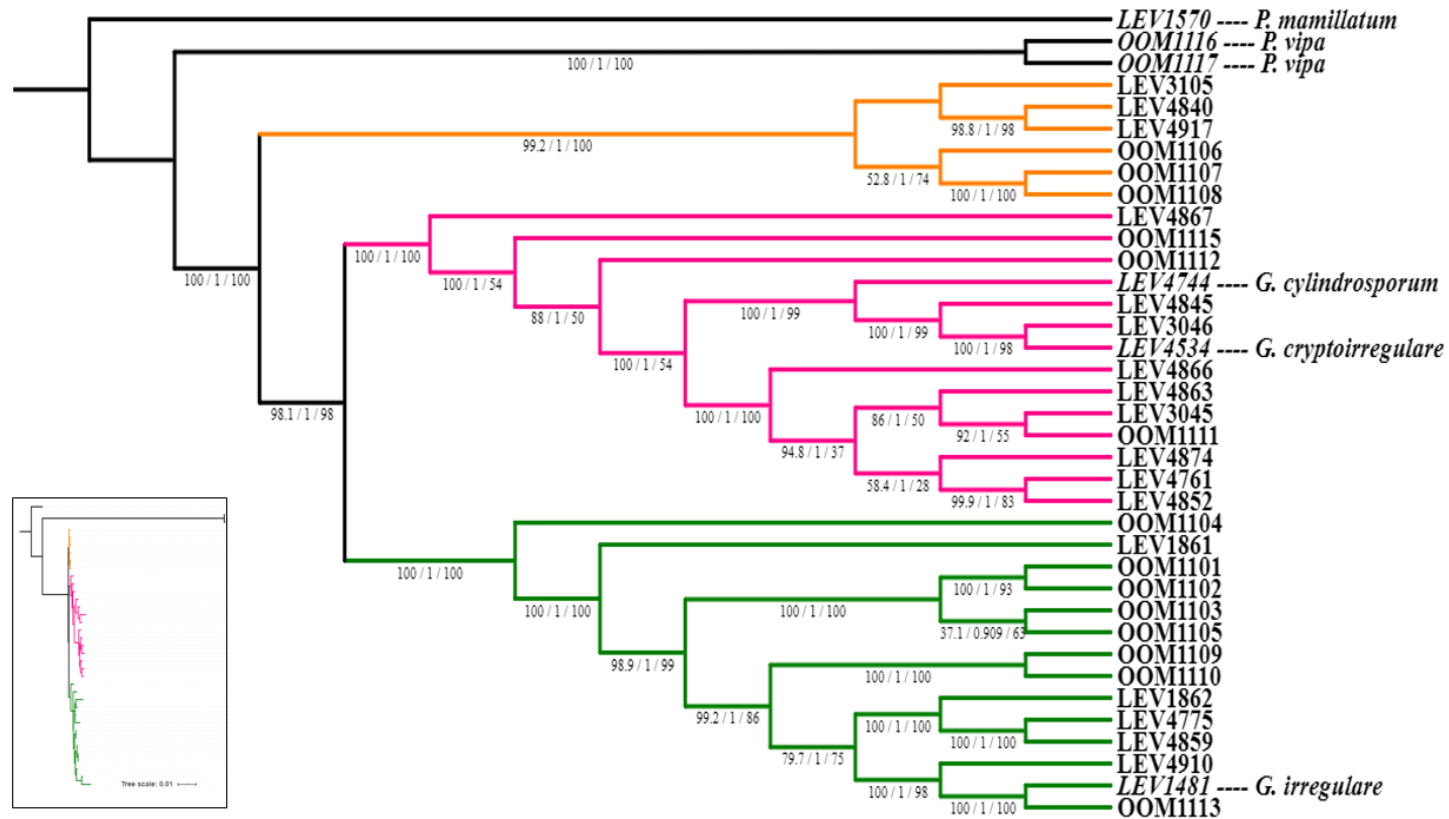 LEV1570 ---- P. mamillatum
OOM1116 ---- P. vipa
OOM1117 ---- P. vipa
100 / 1 / 100
LEV3105
LEV4840
LEV4917
98.8 / 1 / 98
99.2 / 1 / 100
OOM1106
OOM1107
52.8 / 1 / 74
OOM1108
100 / 1 / 100
LEV4867
OOM1115
100 / 1 / 100
OOM1112
100 / 1 / 100
LEV4744 ---- G. cylindrosporum
100 / 1 / 54
LEV4845
100 / 1 / 99
88 / 1 / 50
LEV3046
100 / 1 / 99
LEV4534 ---- G. cryptoirregulare
100 / 1 / 98
100 / 1 / 54
LEV4866
LEV4863
98.1 / 1 / 98
LEV3045
100 / 1 / 100
86 / 1 / 50
OOM1111
92 / 1 / 55
94.8 / 1 / 37
LEV4874
LEV4761
58.4 / 1 / 28
LEV4852
99.9 / 1 / 83
OOM1104
LEV1861
OOM1101
100 / 1 / 100
OOM1102
100 / 1 / 93
OOM1103
100 / 1 / 100
100 / 1 / 100
OOM1105
37.1 / 0.909 / 63
OOM1109
98.9 / 1 / 99
OOM1110
100 / 1 / 100
LEV1862
99.2 / 1 / 86
LEV4775
100 / 1 / 100
LEV4859
100 / 1 / 100
79.7 / 1 / 75
LEV4910
LEV1481 ---- G. irregulare
100 / 1 / 98
OOM1113
100 / 1 / 100
Tree scale: 0.01